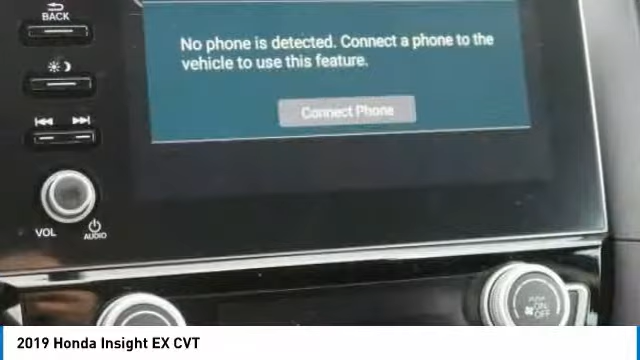 BACK
No phone is detected. Connect a phone to the
vehicle to use this feature.
Connect Phone
VOL
AUDIO
PUSH
ON
OFF
2019 Honda Insight EX CVT